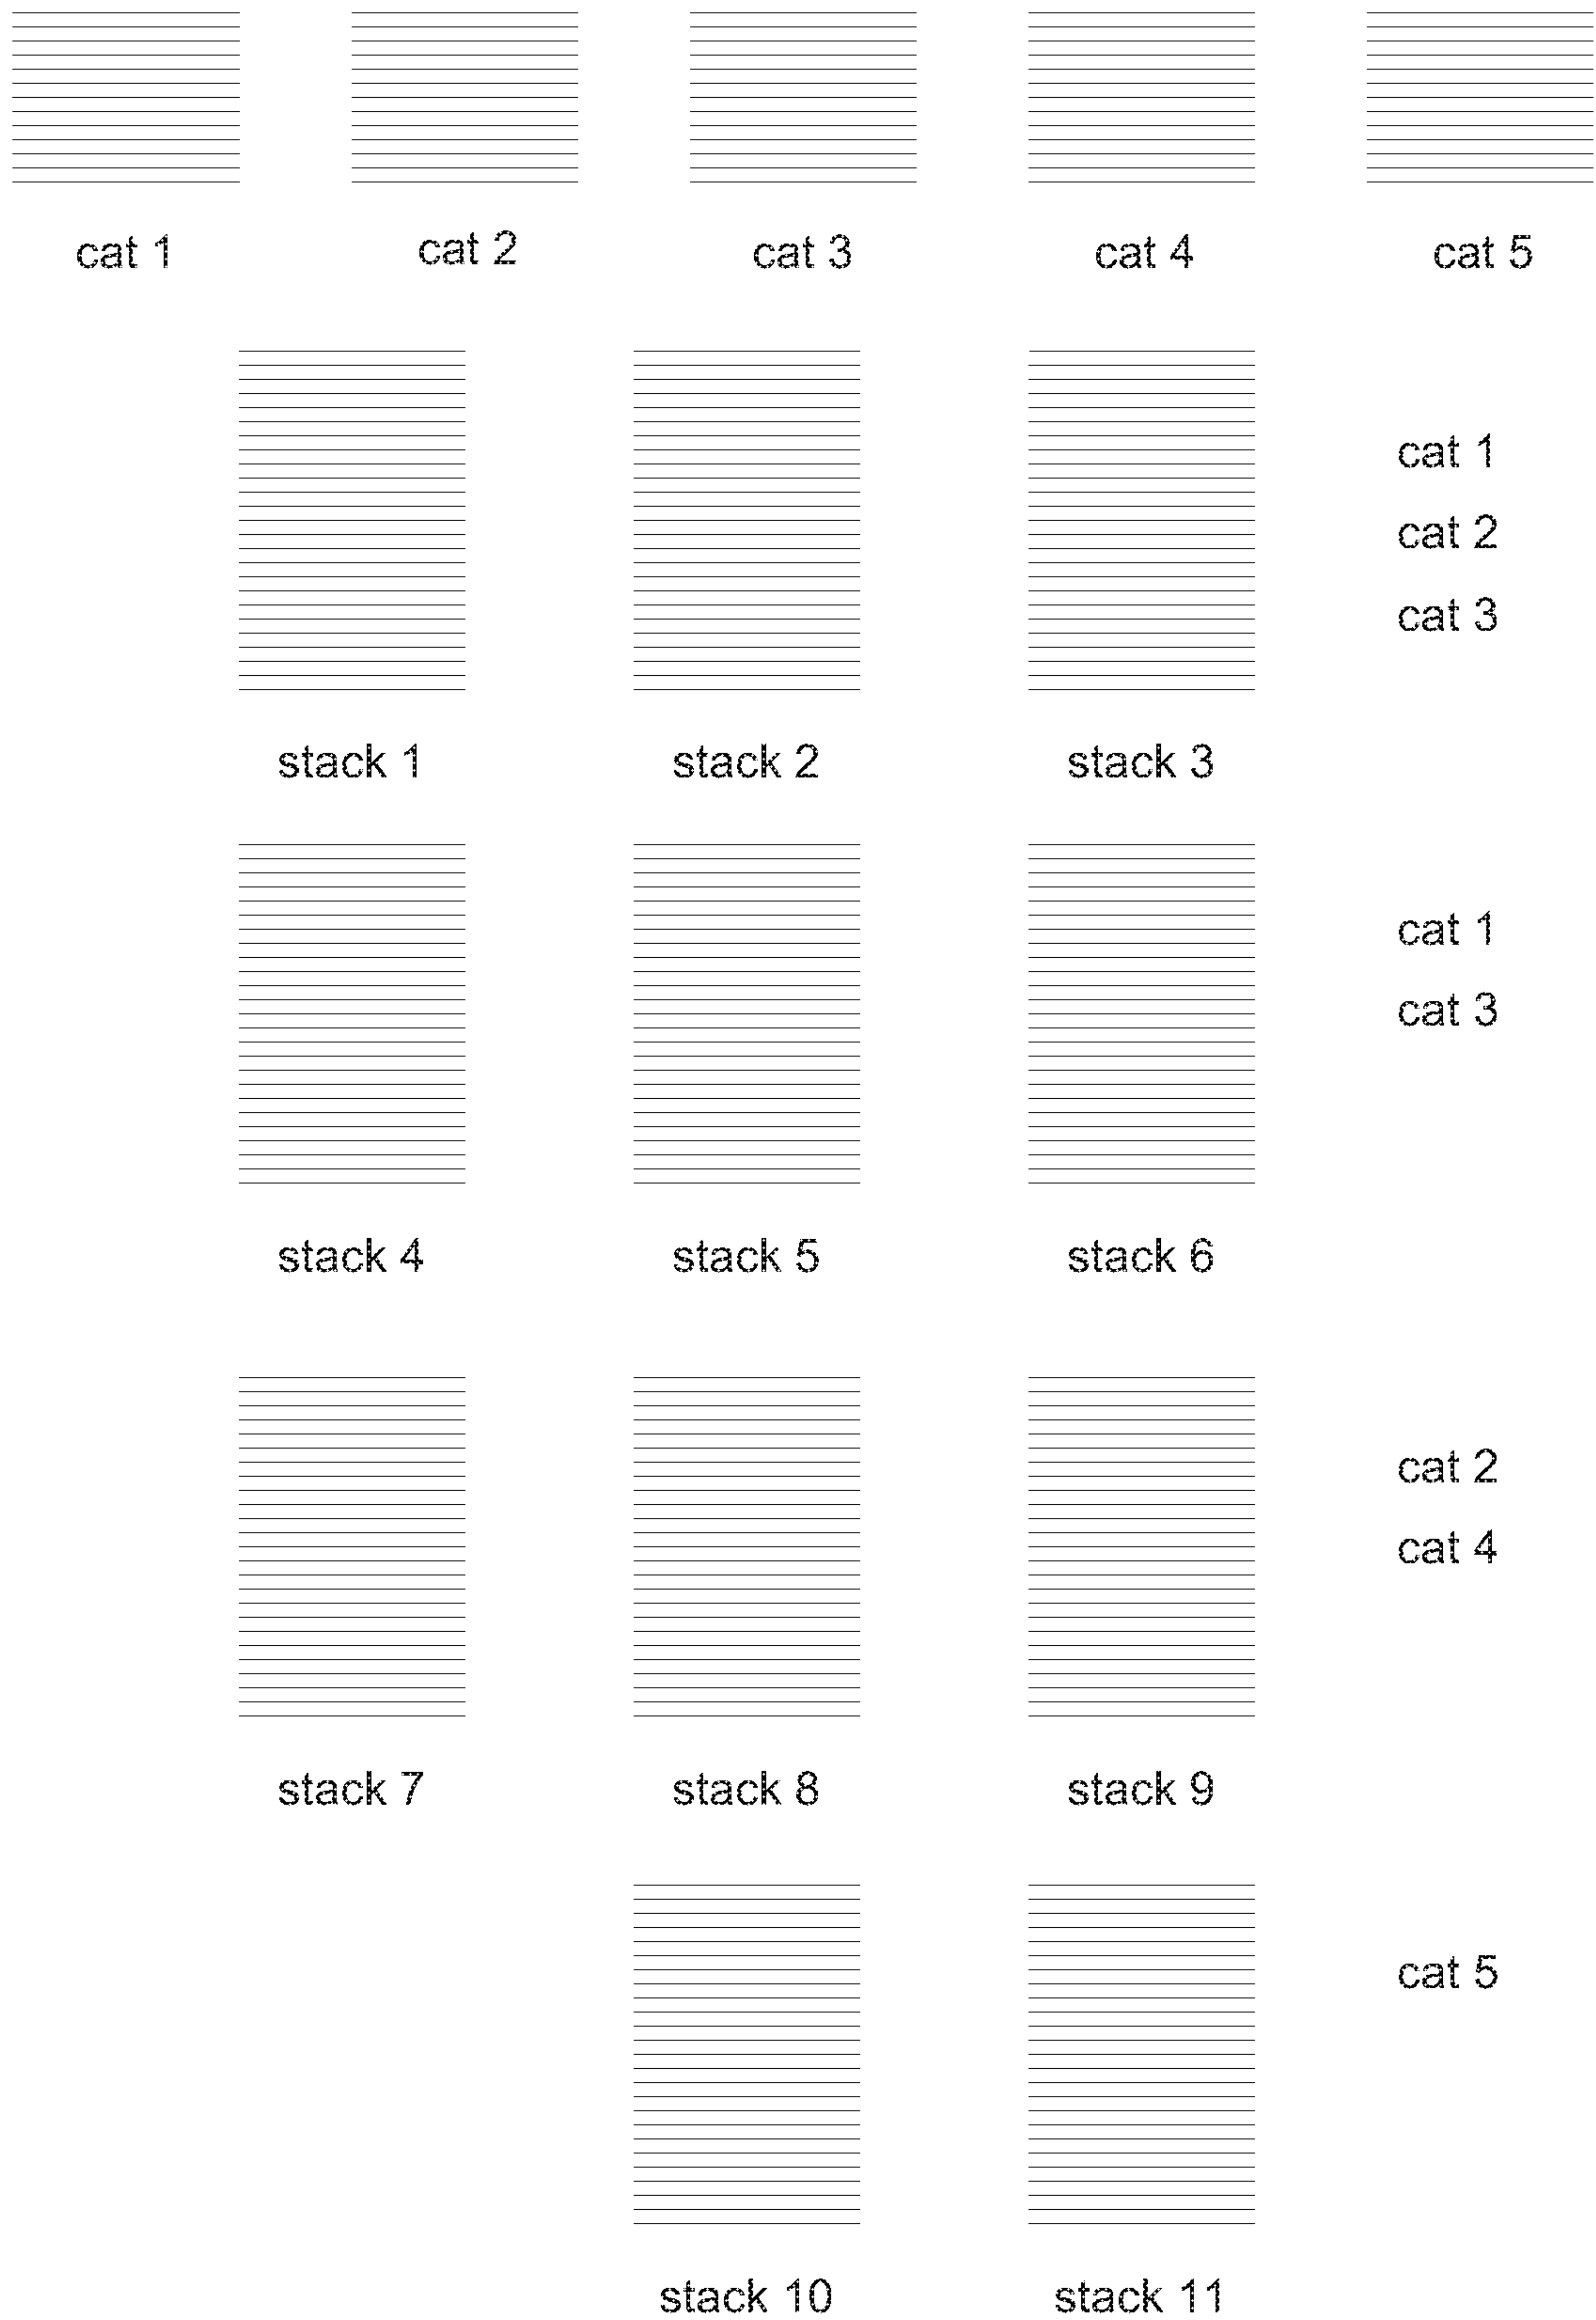 cat 1
cat 2
cat 3
cat 4
cat 5
cat 1
cat 2
cat 3
stack 1
stack 2
stack 3
cat 1
cat 3
stack 4
stack 5
stack 6
cat 2
cat 4
stack 7
stack 8
stack 9
cat 5
stack 10
stack 11